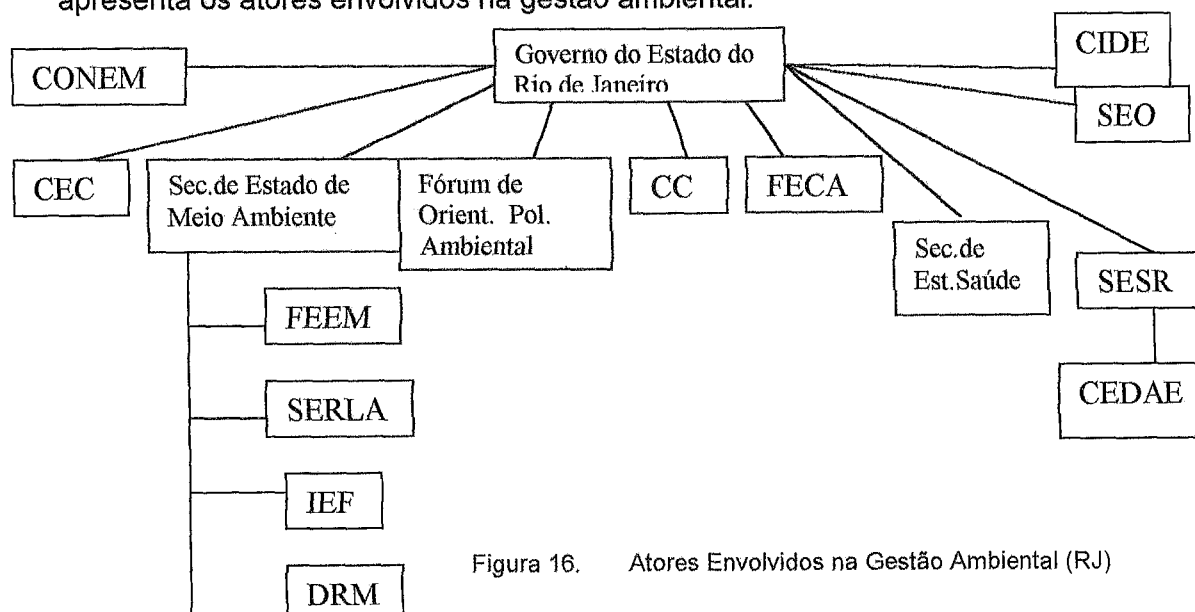 apresenta os atores envolvidos na gestão ambiental.
CONEM
Governo do Estado do
Rio de Janeiro
CIDE
SEO
CEC
Sec.de Estado de
Meio Ambiente
Fórum de
Orient. Pol.
Ambiental
CC
FECA
Sec.de
Est.Saúde
SESR
FEEM
CEDAE
SERLA
IEF
DRM
Figura 16. Atores Envolvidos na Gestão Ambiental (RJ)